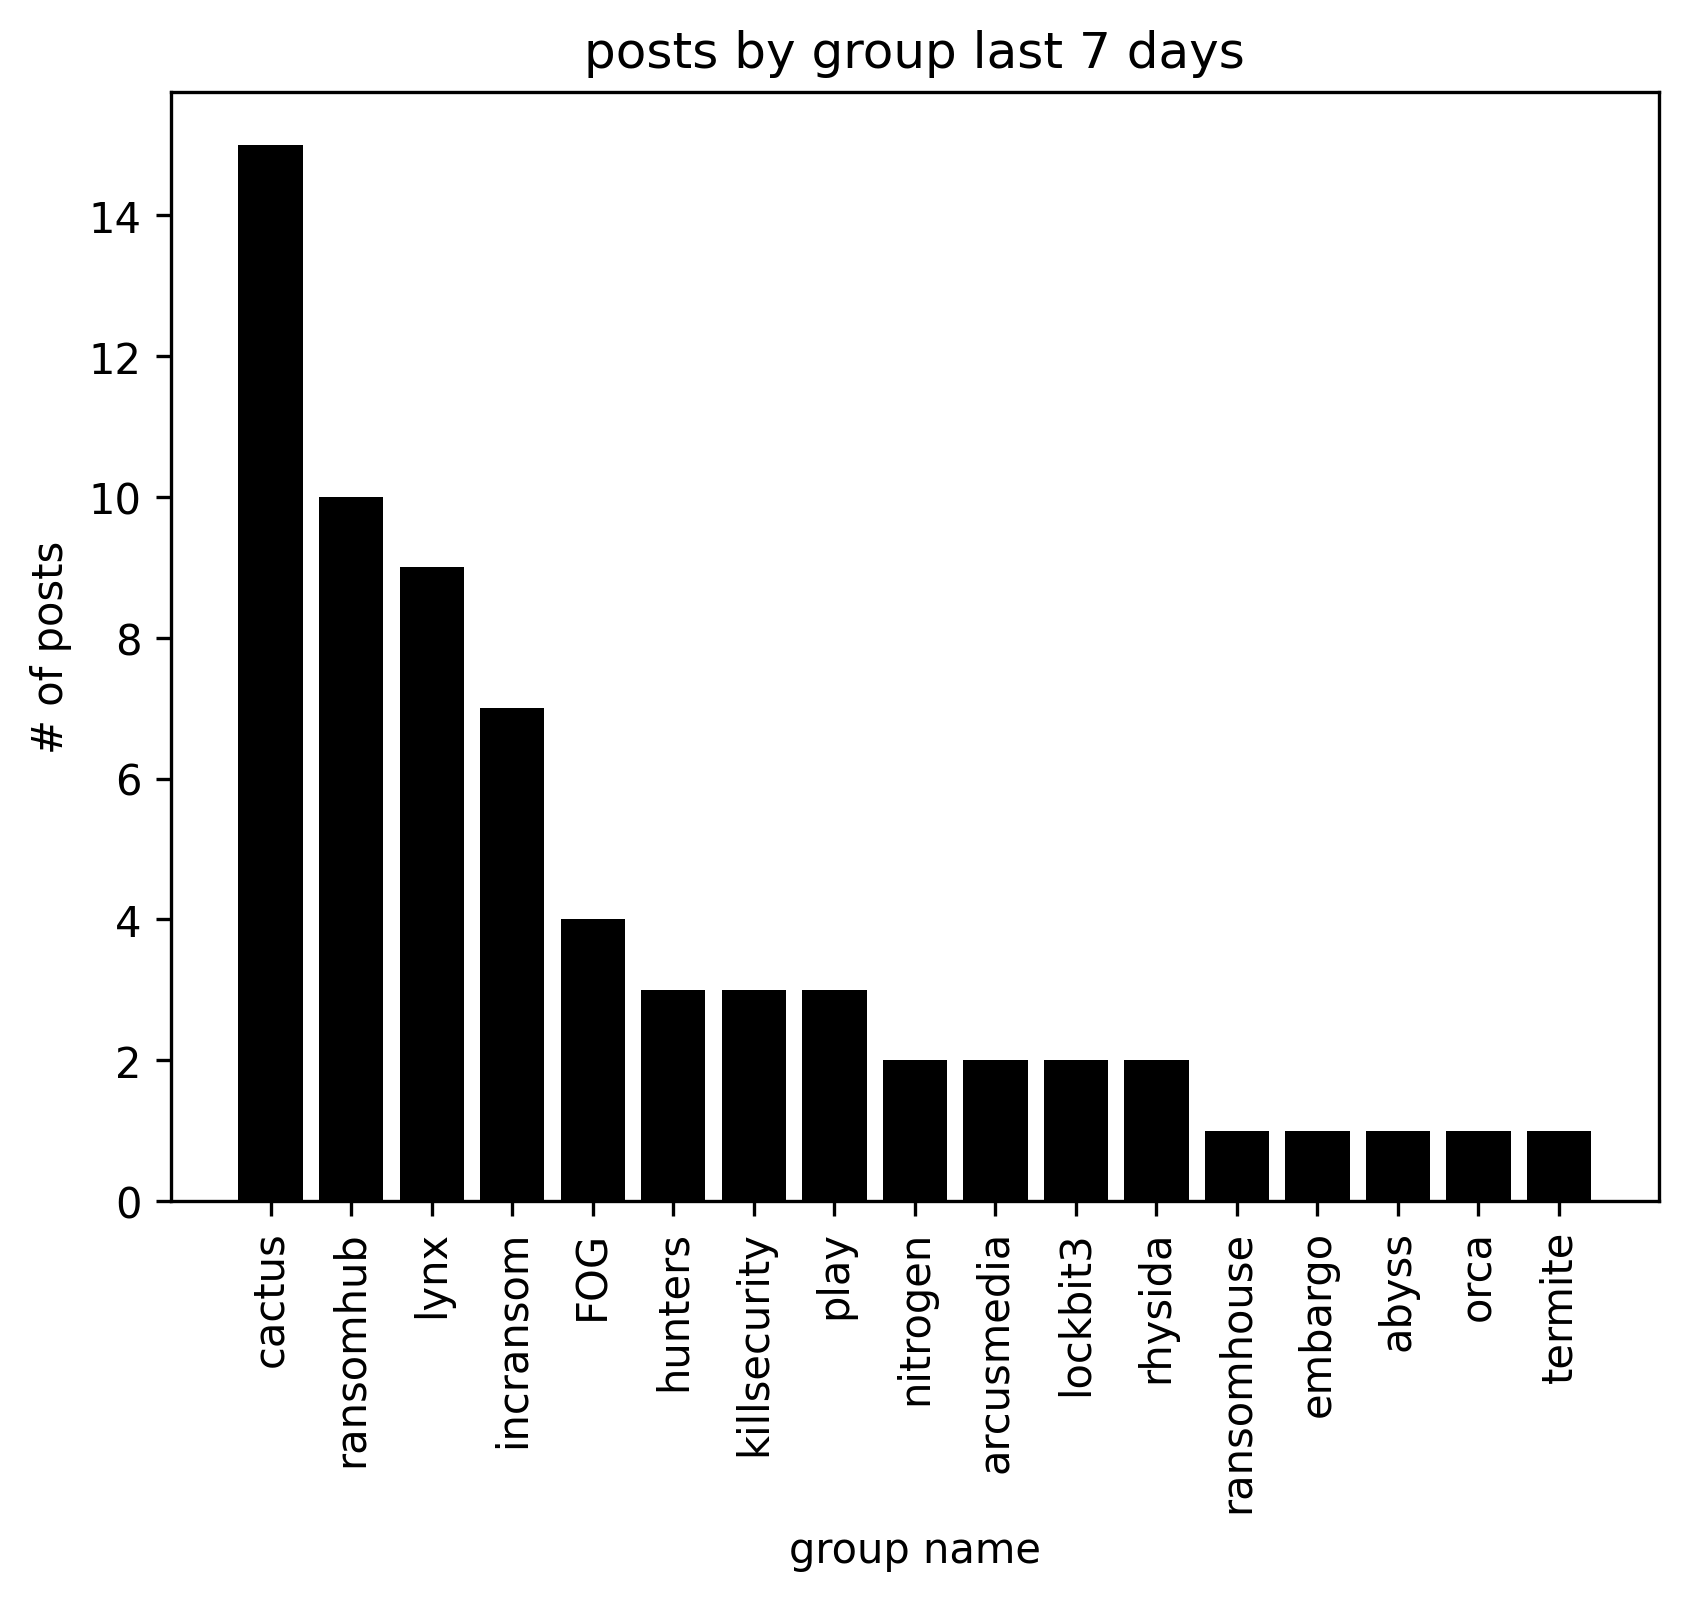 posts by group last 7 days
# of posts
14
12
10
8
6
4
2
0
cactus
ransomhub
lynx
incransom
FOG
hunters
killsecurity
play
nitrogen
arcusmedia
lockbit3
rhysida
ransomhouse
embargo
abyss
orca
termite
group name